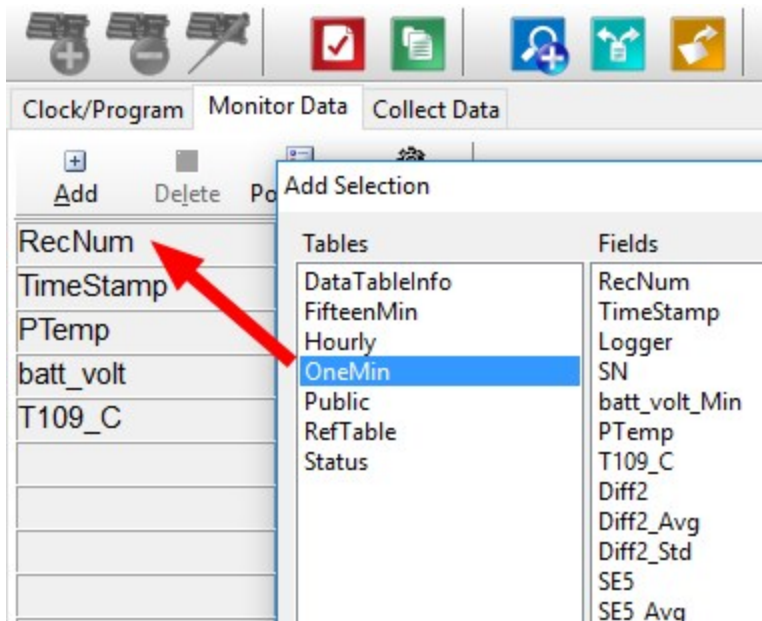 Clock/Program Monitor Data Collect Data
Add Delete Po
Add Selection
RecNum
TimeStamp
PTemp
batt_volt
T109_C
Tables
DataTableInfo
FifteenMin
Hourly
OneMin
Public
RefTable
Status
Fields
RecNum
TimeStamp
Logger
SN
batt_volt_Min
PTemp
T109_C
Diff2
Diff2_Avg
Diff2_Std
SE5
SE5_Avg